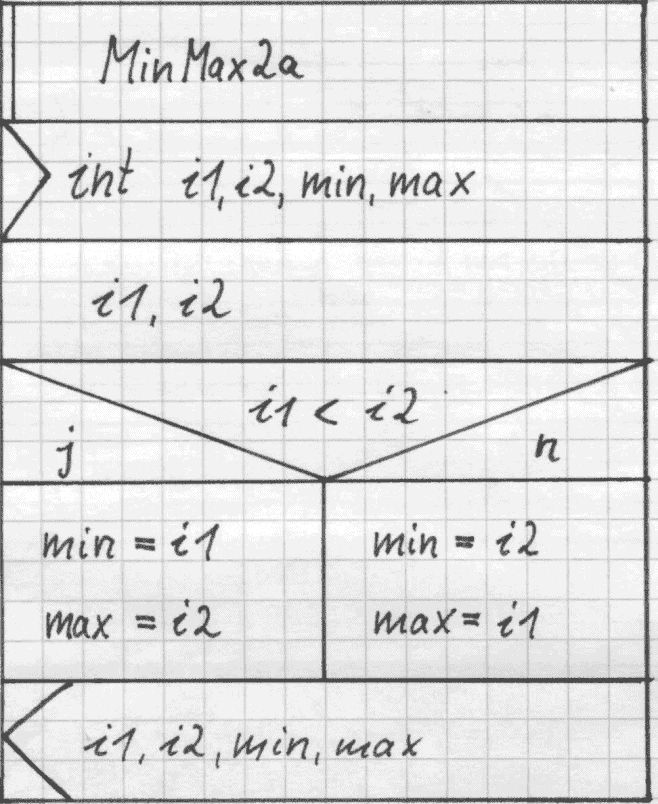 MinMax2a
int i1, i2, min, max
i1, i2
i1 < i2
j
n
min = i1
max = i2
min = i2
max = i1
i1, i2, min, max